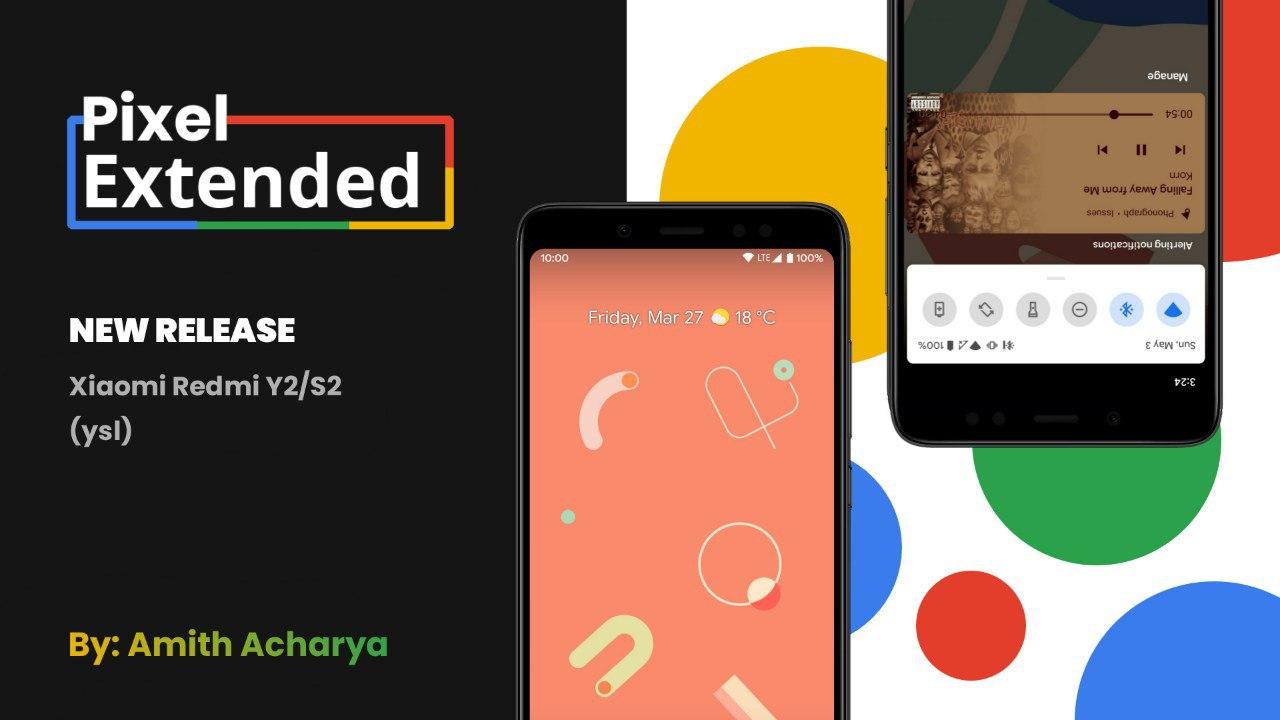 Pixel
Extended
NEW RELEASE
Xiaomi Redmi Y2/S2
(ysl)
By: Amith Acharya
10:00
LTE
100%
Friday, Mar 27
18 °C
3:24
Sun, May 3
100%
Alerting notifications
Phonograph • Issues
Falling Away from Me
Korn
00:54
Manage